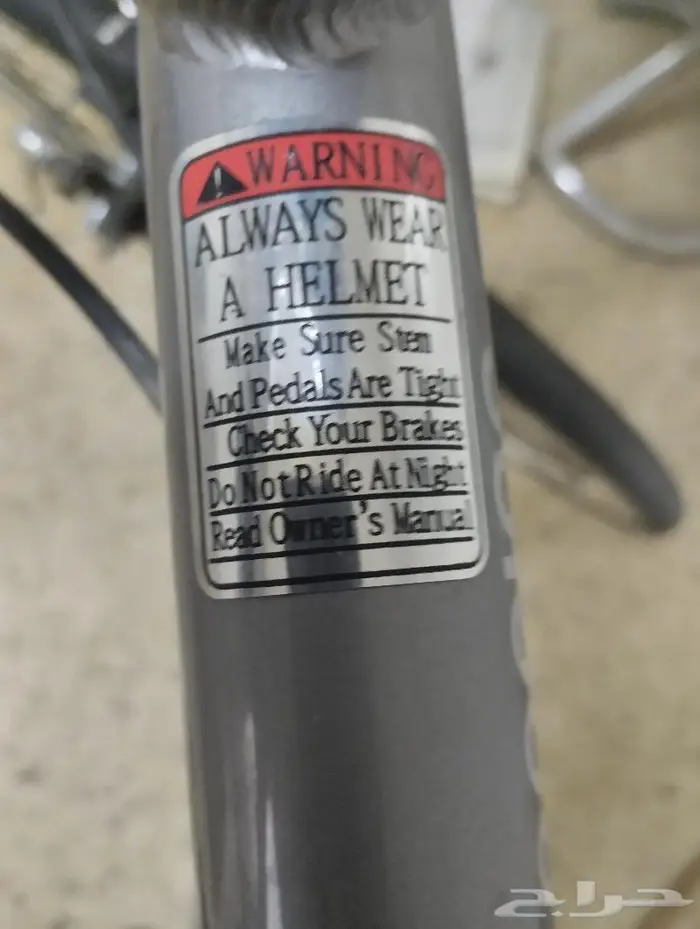 WARNING
ALWAYS WEAR
A HELMET
Make Sure Stem
And Pedals Are Tight
Check Your Brakes
Do Not Ride At Night
Read Owner's Manual
حراج